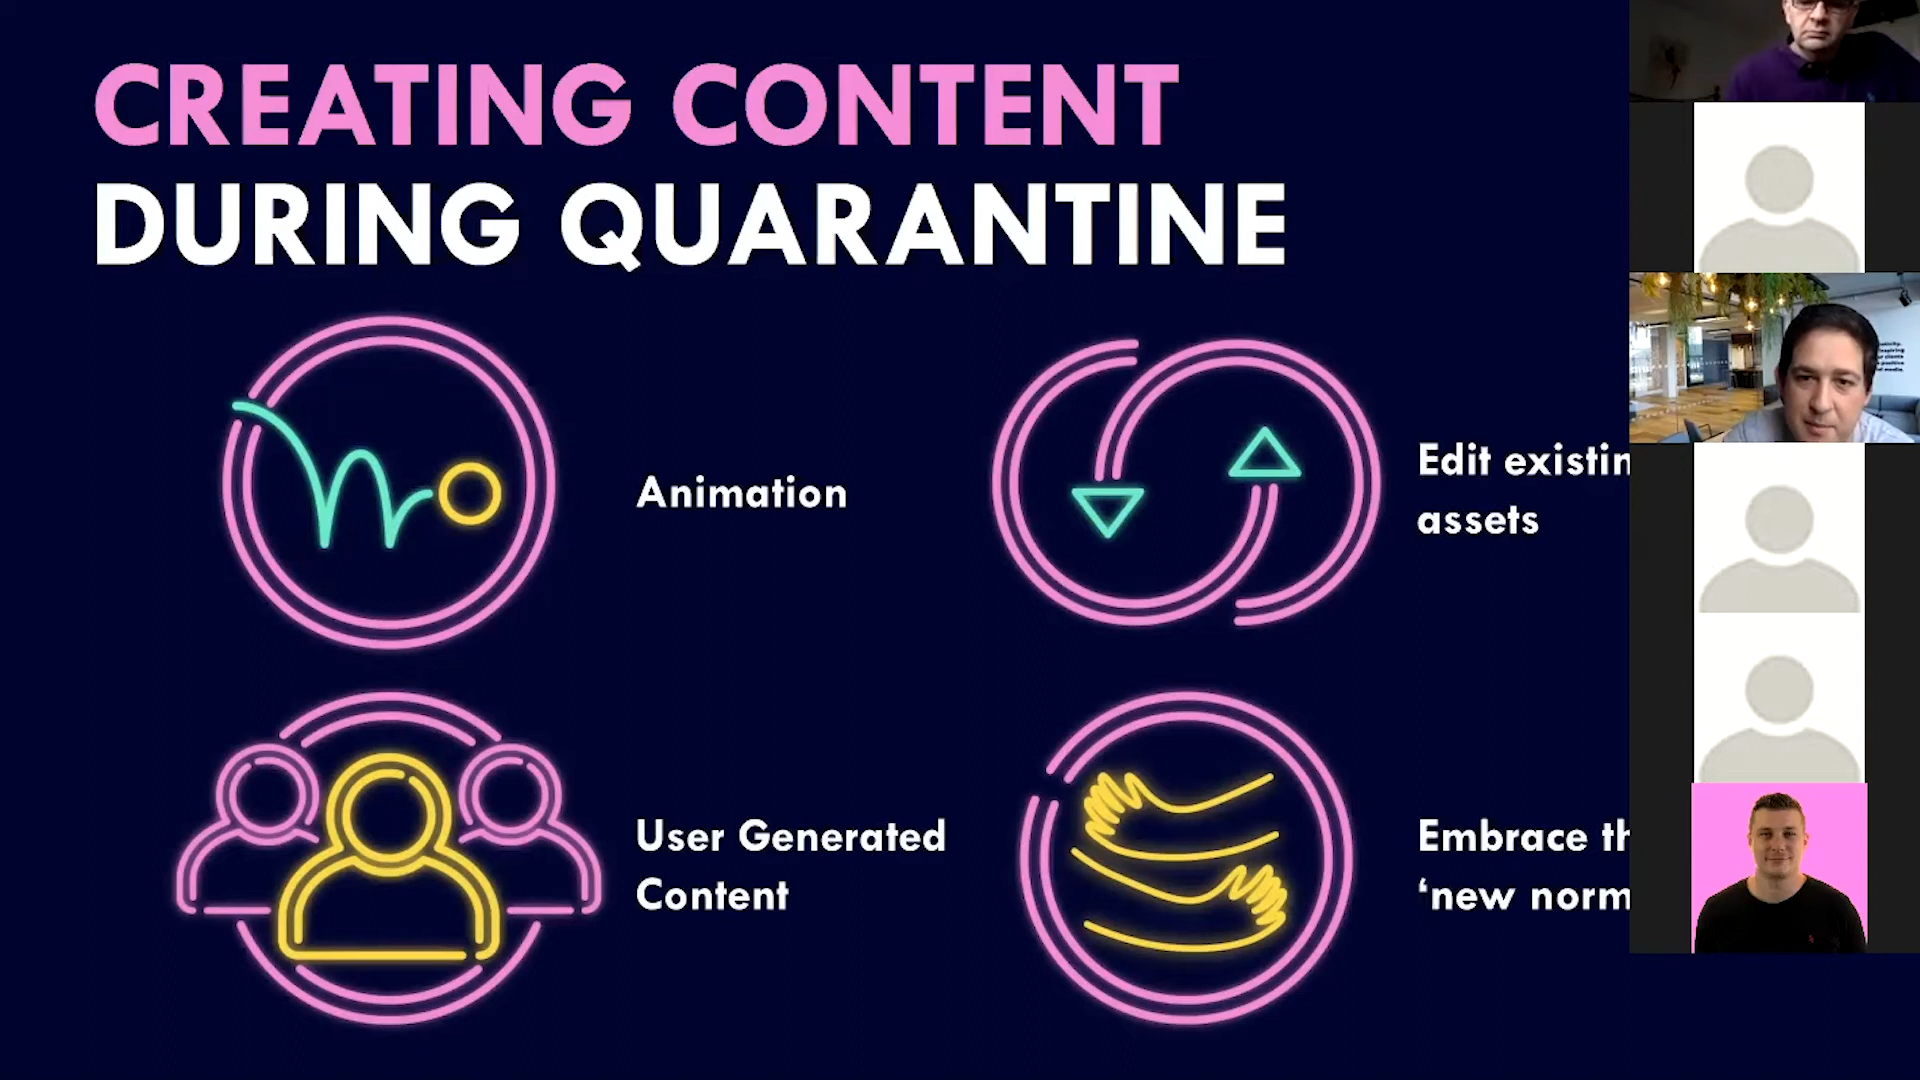 CREATING CONTENT
DURING QUARANTINE
Animation
Edit existin
assets
User Generated
Content
Embrace th
‘new norm